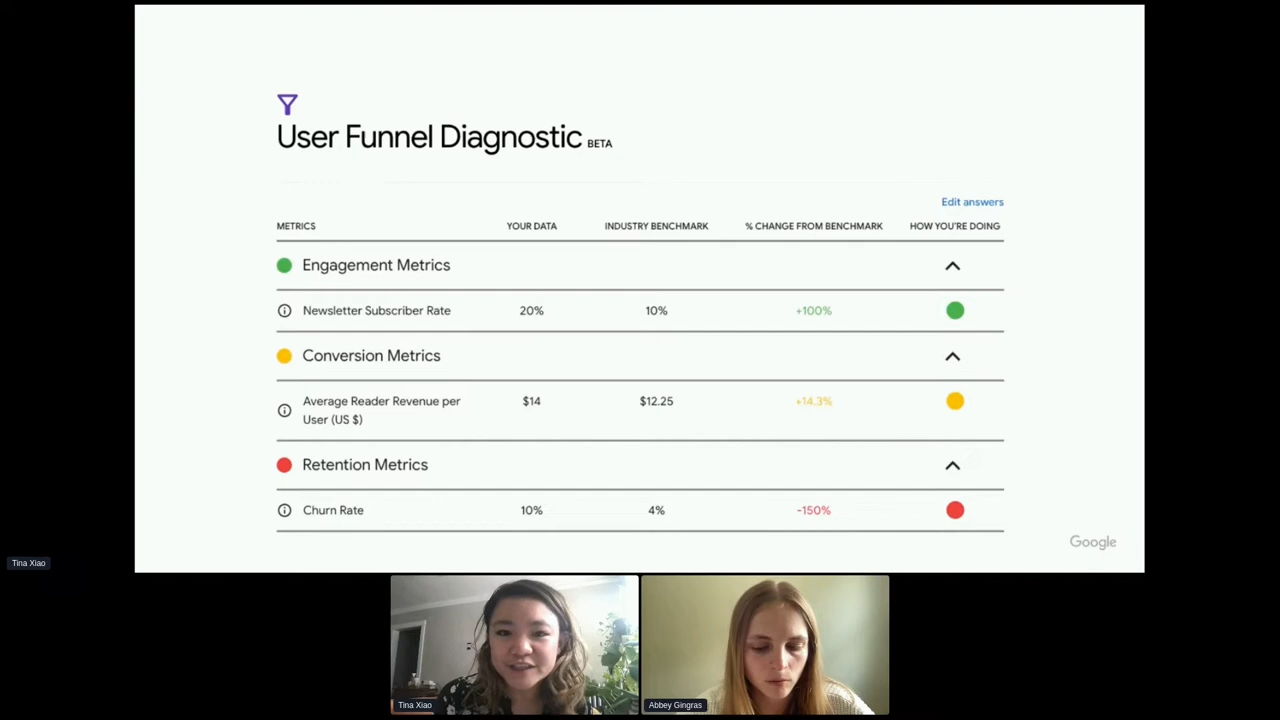 User Funnel Diagnostic BETA
Edit answers
METRICS YOUR DATA INDUSTRY BENCHMARK % CHANGE FROM BENCHMARK HOW YOU'RE DOING
Engagement Metrics
Newsletter Subscriber Rate 20% 10% +100%
Conversion Metrics
Average Reader Revenue per $14 $12.25 +14.3%
User (US $)
Retention Metrics
Churn Rate 10% 4% -150%
Google
Tina Xiao
Tina Xiao
Abbey Gingras